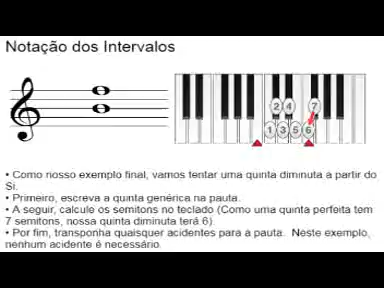 Notação dos Intervalos
2 4 7
1 3 5 6
• Como nosso exemplo final, vamos tentar uma quinta diminuta a partir do
Si.
• Primeiro, escreva a quinta genérica na pauta.
• A seguir, calcule os semitons no teclado (Como uma quinta perfeita tem
7 semitons, nossa quinta diminuta terá 6).
• Por fim, transponha quaisquer acidentes para a pauta. Neste exemplo,
nenhum acidente é necessário.